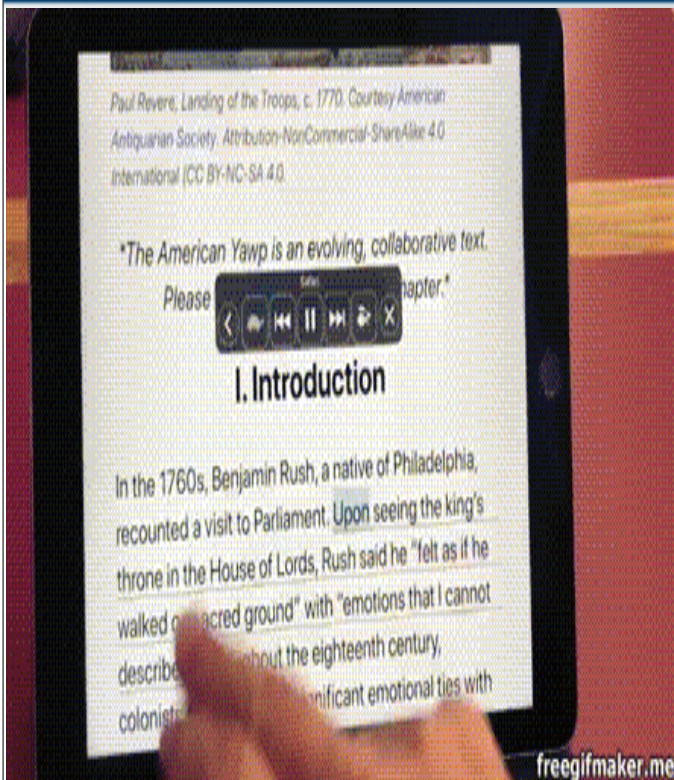 Paul Revere, Landing of the Troops, c. 1770. Courtesy American
Antiquarian Society. Attribution-NonCommercial-ShareAlike 4.0
International (CC BY-NC-SA 4.0.
*The American Yawp is an evolving, collaborative text.
Please hapter.*
I. Introduction
In the 1760s, Benjamin Rush, a native of Philadelphia,
recounted a visit to Parliament. Upon seeing the king's
throne in the House of Lords, Rush said he "felt as if he
walked o acred ground" with "emotions that I cannot
describe hout the eighteenth century,
colonist nificant emotional ties with
freegifmaker.me